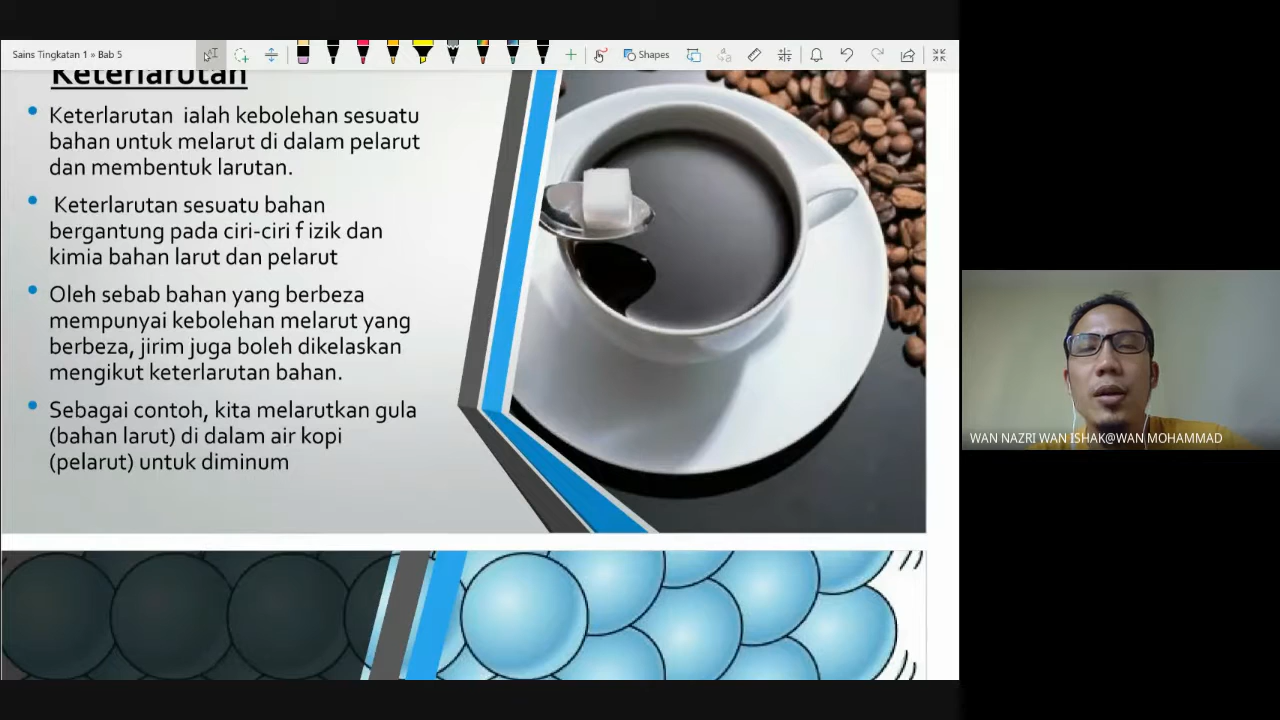 Sains Tingkatan 1 » Bab 5
Shapes
Keterlarutan
• Keterlarutan ialah kebolehan sesuatu
bahan untuk melarut di dalam pelarut
dan membentuk larutan.
• Keterlarutan sesuatu bahan
bergantung pada ciri-ciri f izik dan
kimia bahan larut dan pelarut
• Oleh sebab bahan yang berbeza
mempunyai kebolehan melarut yang
berbeza, jirim juga boleh dikelaskan
mengikut keterlarutan bahan.
• Sebagai contoh, kita melarutkan gula
(bahan larut) di dalam air kopi
(pelarut) untuk diminum
WAN NAZRI WAN ISHAK@WAN MOHAMMAD